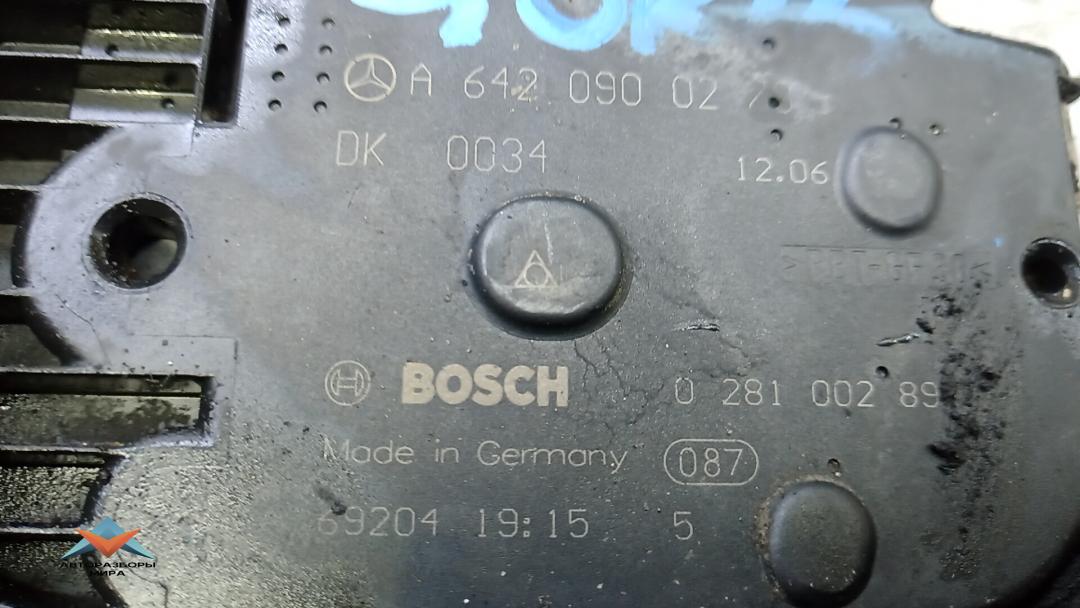 A 642 090 02
DK 0034
12.06
BOSCH 0 281 002 89
Made in Germany 087
69204 19:15 5
АВТОРАЗБОРЫ
МИРА